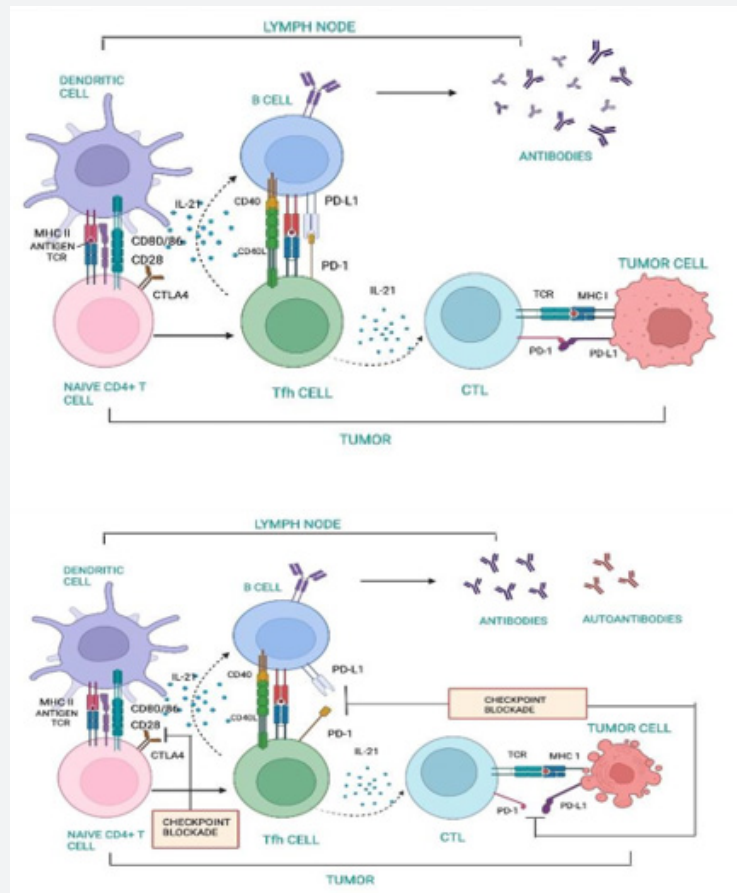 LYMPH NODE
DENDRITIC
CELL
B CELL
ANTIBODIES
IL-21
CD40
PD-L1
MHC II
ANTIGEN
TCR
CD80/86
CD28
CTLA4
CD40L
PD-1
IL-21
TCR
MHC I
TUMOR CELL
PD-1
PD-L1
NAIVE CD4+ T
CELL
Tfh CELL
CTL
TUMOR
LYMPH NODE
DENDRITIC
CELL
B CELL
ANTIBODIES
AUTOANTIBODIES
IL-21
CD40
PD-L1
MHC II
ANTIGEN
TCR
CD80/86
CD28
CTLA4
CD40L
PD-1
CHECKPOINT
BLOCKADE
TUMOR CELL
IL-21
TCR
MHC 1
PD-1
PD-L1
CHECKPOINT
BLOCKADE
NAIVE CD4+ T
CELL
Tfh CELL
CTL
TUMOR